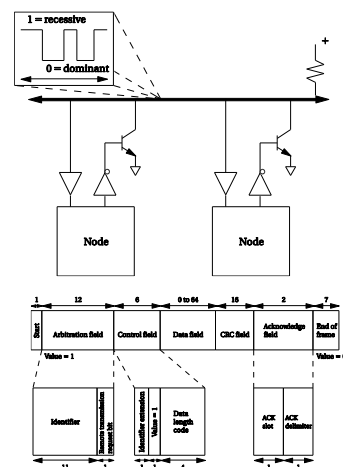 1 = recessive
0 = dominant
+
Node
Node
1
12
6
0 to 64
15
2
7
Start
Arbitration field
Control field
Data field
CRC field
Acknowledge
field
End of
frame
Value = 1
Value =
Identifier
Remote transmission
request bit
Identifier extension
Value = 1
Data
length
code
ACK
slot
ACK
delimiter